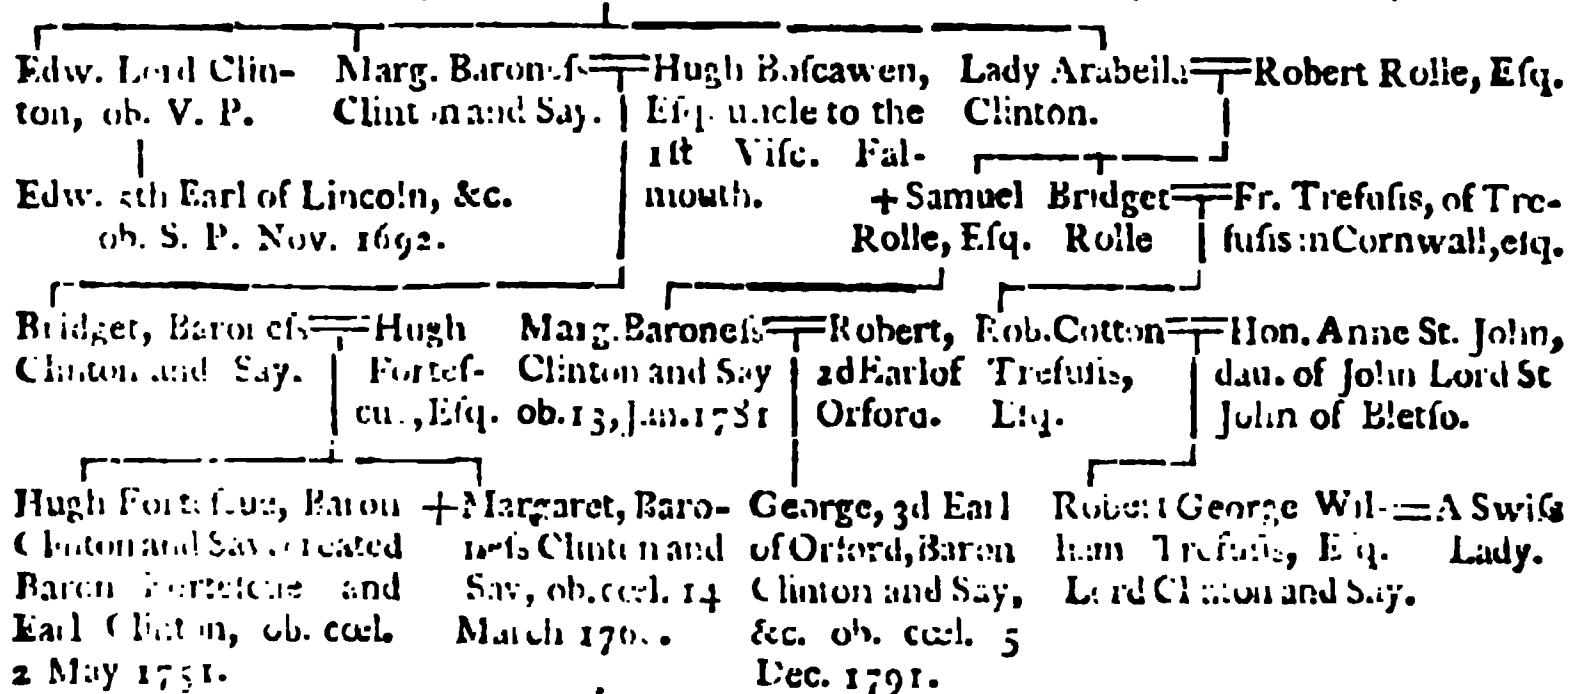 Edw. Lord Clin-
ton, ob. V. P.
Marg. Baroneſs
Clinton and Say.
Hugh Boſcawen,
Eſq. uncle to the
1ſt Viſc. Fal-
mouth.
Lady Arabella
Clinton.
Robert Rolle, Eſq.
Edw. 5th Earl of Lincoln, &c.
ob. S. P. Nov. 1692.
+ Samuel
Rolle, Eſq.
Bridget
Rolle
Fr. Trefuſis, of Tre-
fuſis in Cornwall, eſq.
Bridget, Baroneſs
Clinton and Say.
Hugh
Forteſ-
cue, Eſq.
Marg. Baroneſs
Clinton and Say
ob. 13, Jan. 1781
Robert,
2d Earl of
Orford.
Rob. Cotton
Trefuſis,
Eſq.
Hon. Anne St. John,
dau. of John Lord St
John of Bletſo.
Hugh Forteſcue, Baron
Clinton and Say, created
Baron Forteſcue and
Earl Clinton, ob. cœl.
2 May 1751.
+ Margaret, Baro-
neſs Clinton and
Say, ob. cœl. 14
March
George, 3d Earl
of Orford, Baron
Clinton and Say,
&c. ob. cœl. 5
Dec. 1791.
Robert George Wil-
liam Trefuſis, Eſq.
Lord Clinton and Say.
A Swiſs
Lady.